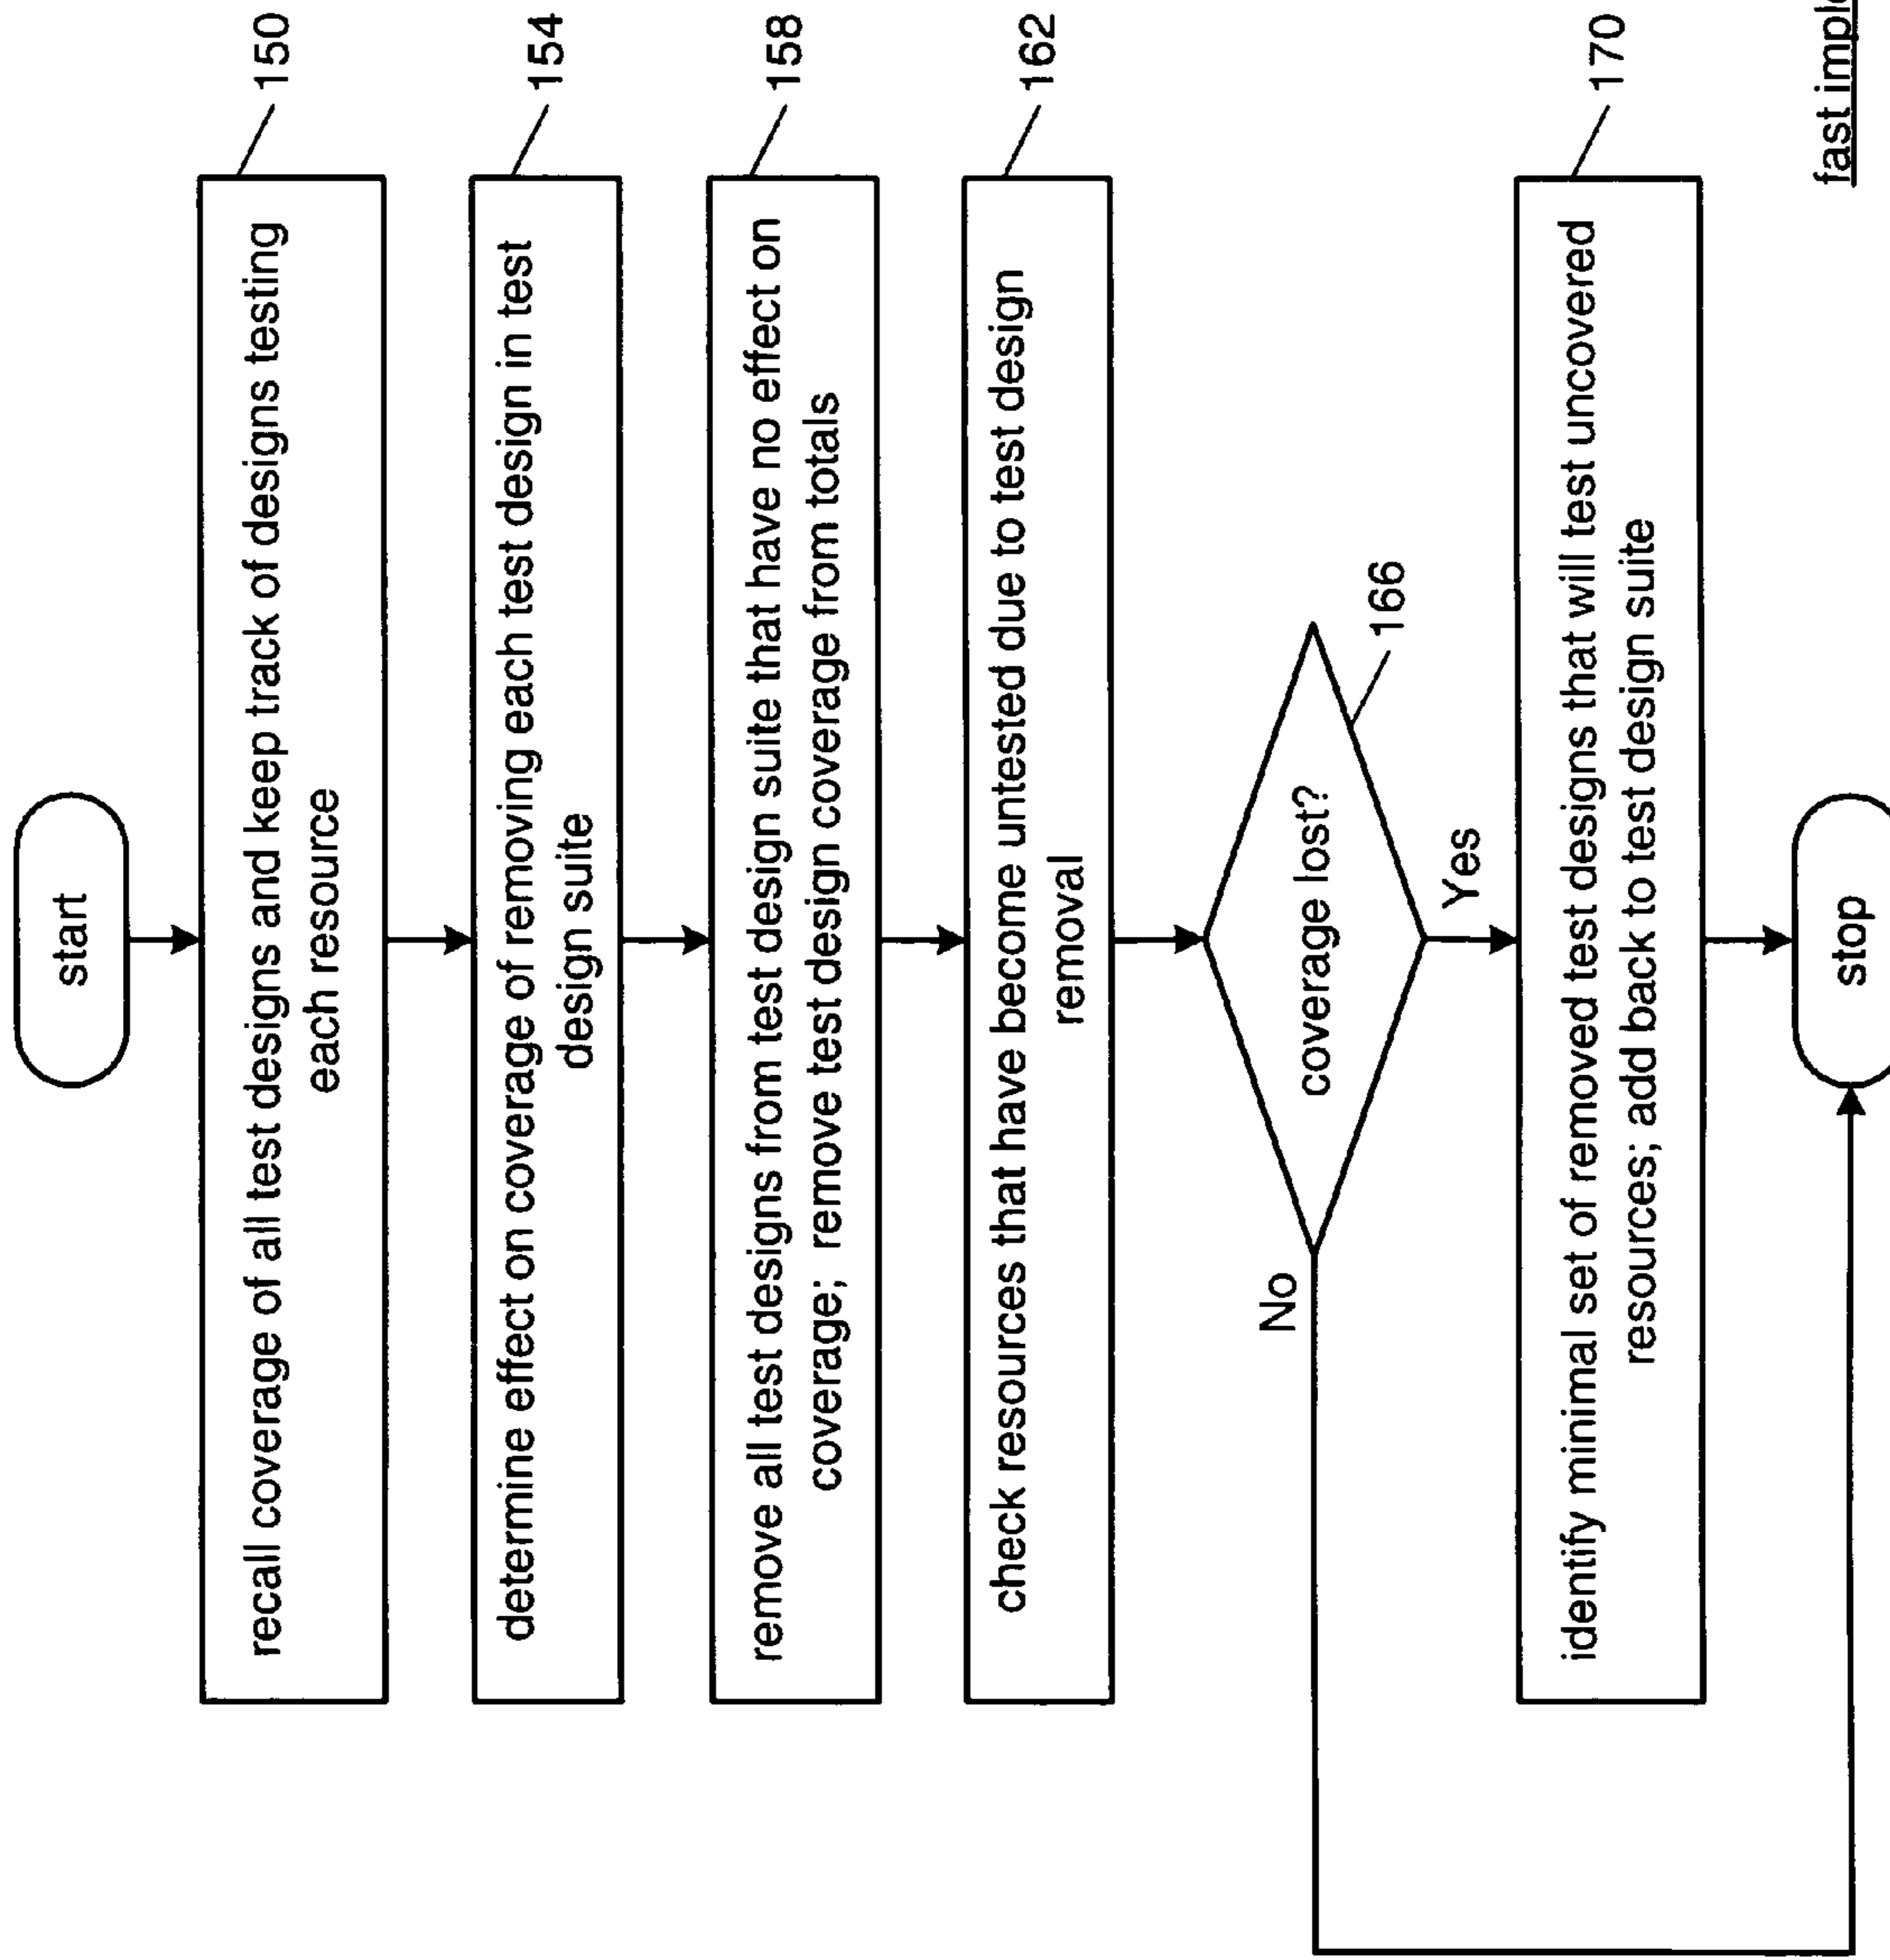 start
recall coverage of all test designs and keep track of designs testing
each resource
150
determine effect on coverage of removing each test design in test
design suite
154
remove all test designs from test design suite that have no effect on
coverage; remove test design coverage from totals
158
check resources that have become untested due to test design
removal
162
coverage lost?
166
No
Yes
identify minimal set of removed test designs that will test uncovered
resources; add back to test design suite
170
stop
fast